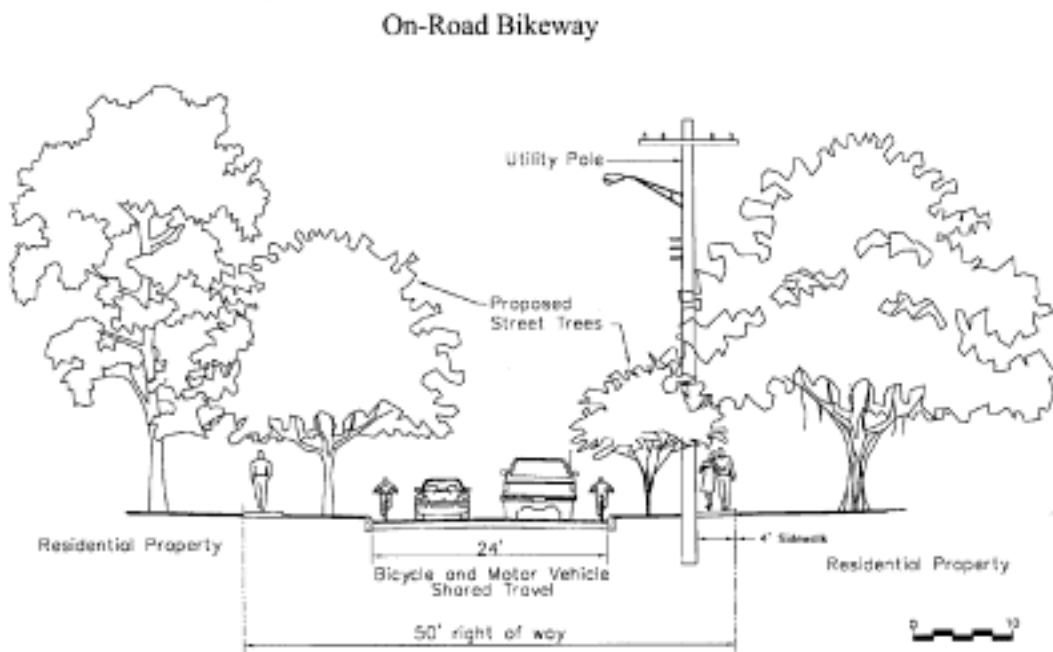 On-Road Bikeway
Utility Pole
Proposed
Street Trees
Residential Property
24'
Bicycle and Motor Vehicle
Shared Travel
4' Sidewalk
Residential Property
50' right of way
0 10